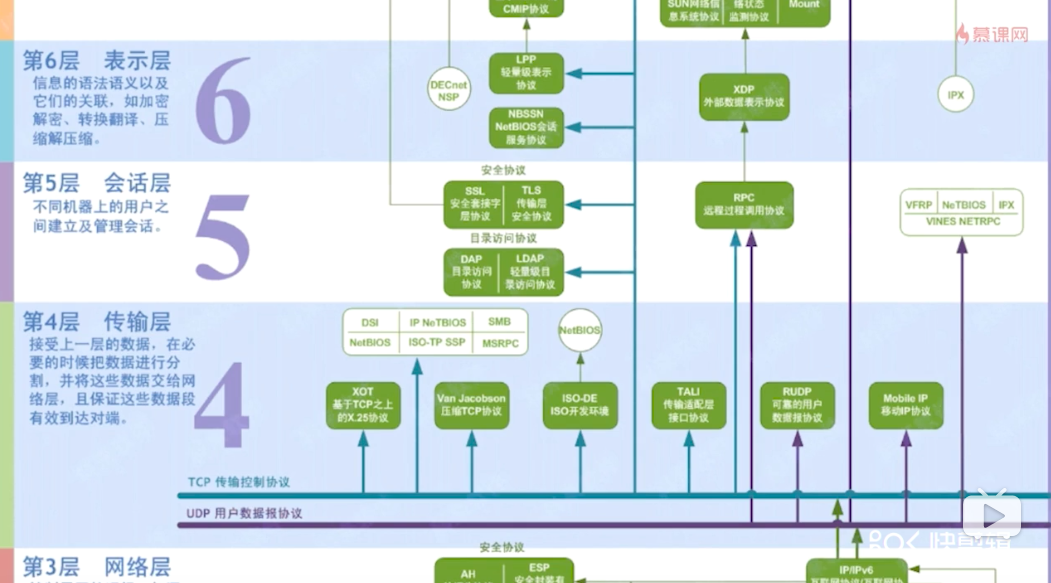 CMIP协议
SUN网络信
息系统协议
络状态
监测协议
Mount
慕课网
第6层 表示层
信息的语法语义以及
它们的关联，如加密
解密、转换翻译、压
缩解压缩。
6
DECnet
NSP
LPP
轻量级表示
协议
NBSSN
NetBIOS会话
服务协议
XDP
外部数据表示协议
IPX
第5层 会话层
不同机器上的用户之
间建立及管理会话。
5
安全协议
SSL
安全套接字
层协议
TLS
传输层
安全协议
目录访问协议
DAP
目录访问
协议
LDAP
轻量级目
录访问协议
RPC
远程过程调用协议
VFRP NeTBIOS IPX
VINES NETRPC
第4层 传输层
接受上一层的数据，在必
要的时候把数据进行分
割，并将这些数据交给网
络层，且保证这些数据段
有效到达对端。
4
DSI IP NeTBIOS SMB
NetBIOS ISO-TP SSP MSRPC
NetBIOS
XOT
基于TCP之上
的X.25协议
Van Jacobson
压缩TCP协议
ISO-DE
ISO开发环境
TALI
传输适配层
接口协议
RUDP
可靠的用户
数据报协议
Mobile IP
移动IP协议
TCP 传输控制协议
UDP 用户数据报协议
第3层 网络层
安全协议
AH
ESP
安全封装有
IP/IPv6